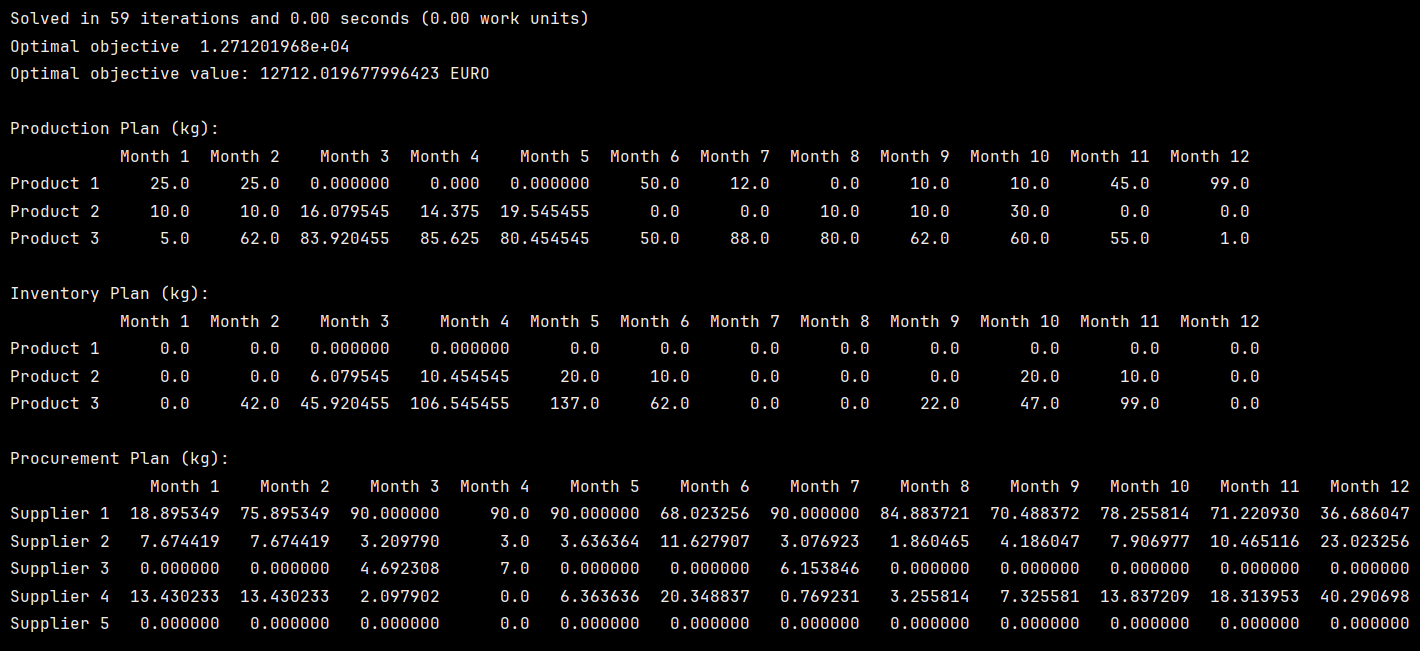 Solved in 59 iterations and 0.00 seconds (0.00 work units)
Optimal objective  1.271201968e+04
Optimal objective value: 12712.019677996423 EURO
Production Plan (kg):
           Month 1  Month 2    Month 3  Month 4    Month 5  Month 6  Month 7  Month 8  Month 9  Month 10  Month 11  Month 12
Product 1     25.0     25.0   0.000000    0.000   0.000000     50.0     12.0      0.0     10.0      10.0      45.0      99.0
Product 2     10.0     10.0  16.079545   14.375  19.545455      0.0      0.0     10.0     10.0      30.0       0.0       0.0
Product 3      5.0     62.0  83.920455   85.625  80.454545     50.0     88.0     80.0     62.0      60.0      55.0       1.0
Inventory Plan (kg):
           Month 1  Month 2    Month 3     Month 4  Month 5  Month 6  Month 7  Month 8  Month 9  Month 10  Month 11  Month 12
Product 1      0.0      0.0   0.000000    0.000000      0.0      0.0      0.0      0.0      0.0       0.0       0.0       0.0
Product 2      0.0      0.0   6.079545   10.454545     20.0     10.0      0.0      0.0      0.0      20.0      10.0       0.0
Product 3      0.0     42.0  45.920455  106.545455    137.0     62.0      0.0      0.0     22.0      47.0      99.0       0.0
Procurement Plan (kg):
              Month 1    Month 2    Month 3  Month 4    Month 5    Month 6    Month 7    Month 8    Month 9   Month 10   Month 11   Month 12
Supplier 1  18.895349  75.895349  90.000000     90.0  90.000000  68.023256  90.000000  84.883721  70.488372  78.255814  71.220930  36.686047
Supplier 2   7.674419   7.674419   3.209790      3.0   3.636364  11.627907   3.076923   1.860465   4.186047   7.906977  10.465116  23.023256
Supplier 3   0.000000   0.000000   4.692308      7.0   0.000000   0.000000   6.153846   0.000000   0.000000   0.000000   0.000000   0.000000
Supplier 4  13.430233  13.430233   2.097902      0.0   6.363636  20.348837   0.769231   3.255814   7.325581  13.837209  18.313953  40.290698
Supplier 5   0.000000   0.000000   0.000000      0.0   0.000000   0.000000   0.000000   0.000000   0.000000   0.000000   0.000000   0.000000